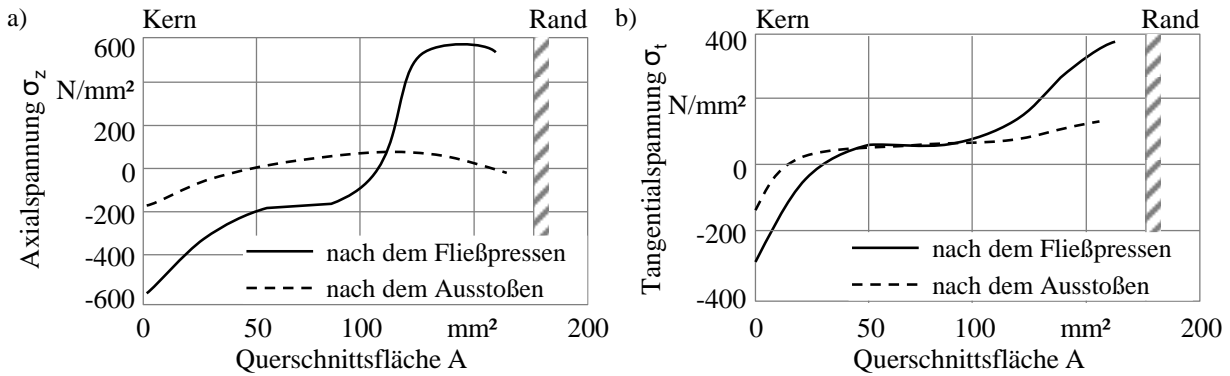 a)
Kern
Rand
Axialspannung σz
600
N/mm²
200
0
-200
-400
-600
nach dem Fließpressen
nach dem Ausstoßen
0
50
100
mm²
200
Querschnittsfläche A
b)
Kern
Rand
Tangentialspannung σt
400
N/mm²
0
-200
-400
nach dem Fließpressen
nach dem Ausstoßen
0
50
100
mm²
200
Querschnittsfläche A